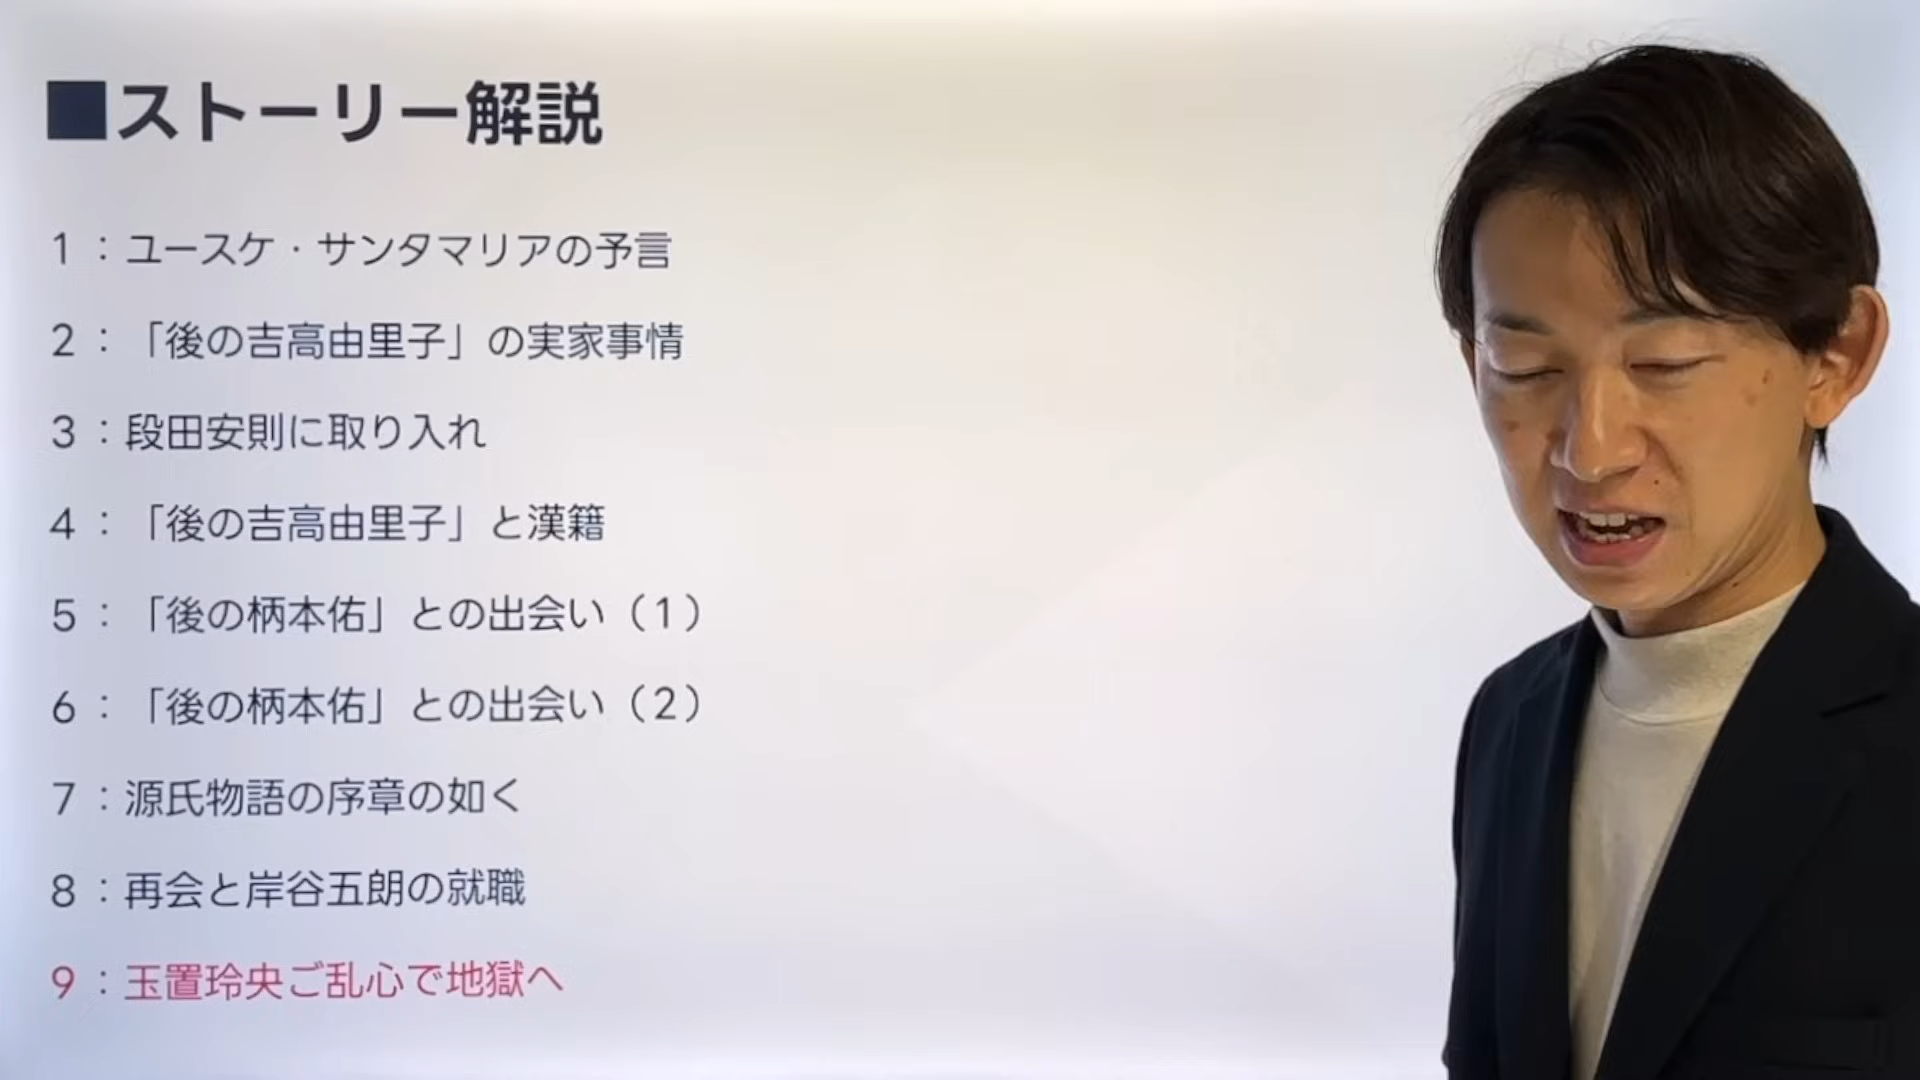 ■ストーリー解説
1：ユースケ・サンタマリアの予言
2：「後の吉高由里子」の実家事情
3：段田安則に取り入れ
4：「後の吉高由里子」と漢籍
5：「後の柄本佑」との出会い（1）
6：「後の柄本佑」との出会い（2）
7：源氏物語の序章の如く
8：再会と岸谷五朗の就職
9：玉置玲央ご乱心で地獄へ